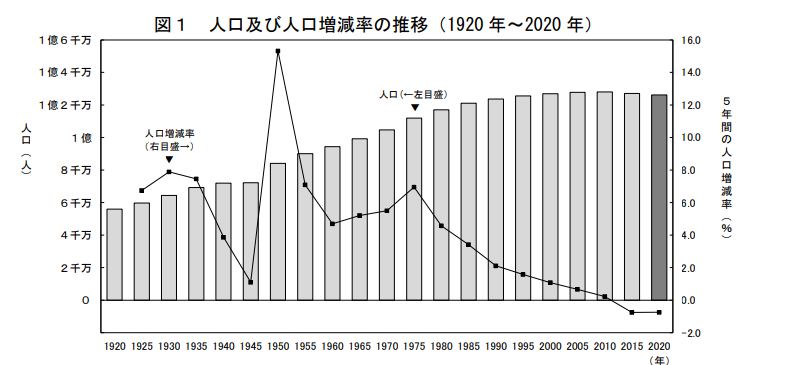 図１　人口及び人口増減率の推移（1920 年～2020 年）
１億６千万
１億４千万
１億２千万
１億
８千万
６千万
４千万
２千万
０
人口（人）
人口増減率
（右目盛→）
▼
人口（←左目盛）
▼
16.0
14.0
12.0
10.0
8.0
6.0
4.0
2.0
0.0
-2.0
５年間の人口増減率（％）
1920 1925 1930 1935 1940 1945 1950 1955 1960 1965 1970 1975 1980 1985 1990 1995 2000 2005 2010 2015 2020
（年）